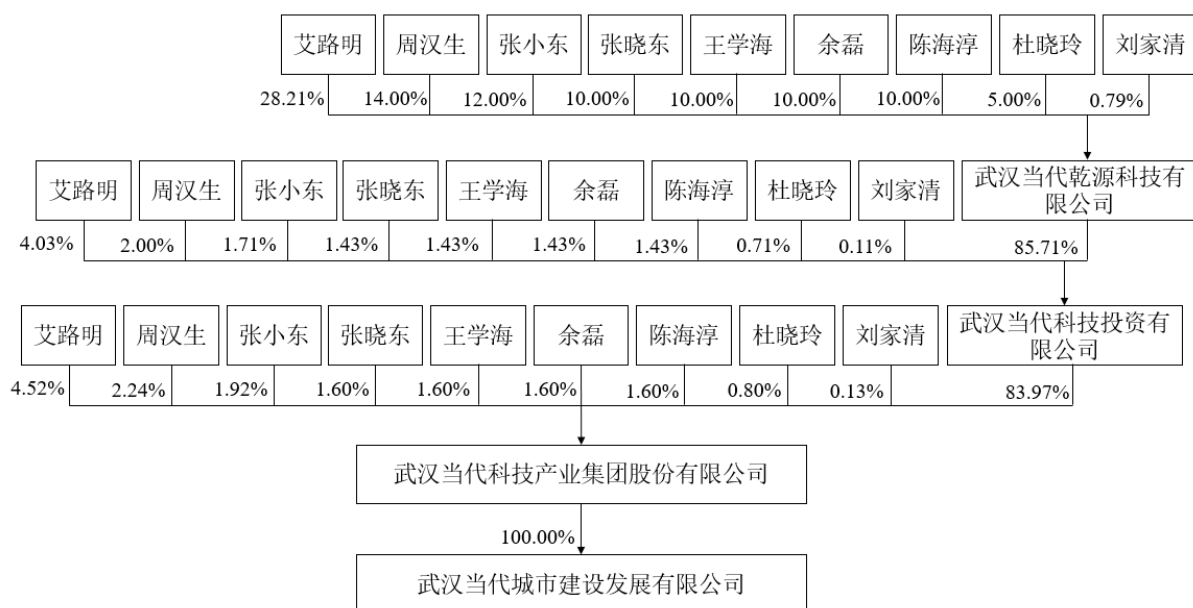 艾路明 周汉生 张小东 张晓东 王学海 余磊 陈海淳 杜晓玲 刘家清
28.21% 14.00% 12.00% 10.00% 10.00% 10.00% 10.00% 5.00% 0.79%
艾路明 周汉生 张小东 张晓东 王学海 余磊 陈海淳 杜晓玲 刘家清 武汉当代乾源科技有
限公司
4.03% 2.00% 1.71% 1.43% 1.43% 1.43% 1.43% 0.71% 0.11% 85.71%
艾路明 周汉生 张小东 张晓东 王学海 余磊 陈海淳 杜晓玲 刘家清 武汉当代科技投资有
限公司
4.52% 2.24% 1.92% 1.60% 1.60% 1.60% 1.60% 0.80% 0.13% 83.97%
武汉当代科技产业集团股份有限公司
100.00%
武汉当代城市建设发展有限公司